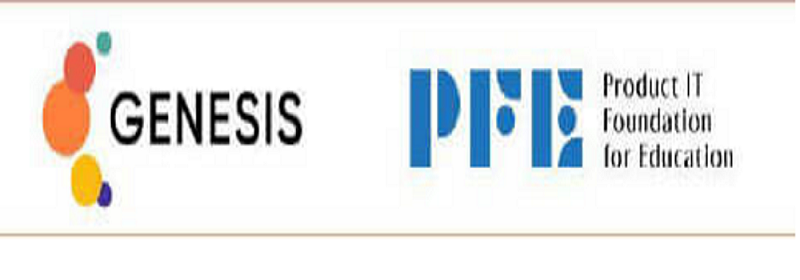 GENESIS
PFE
Product IT
Foundation
for Education